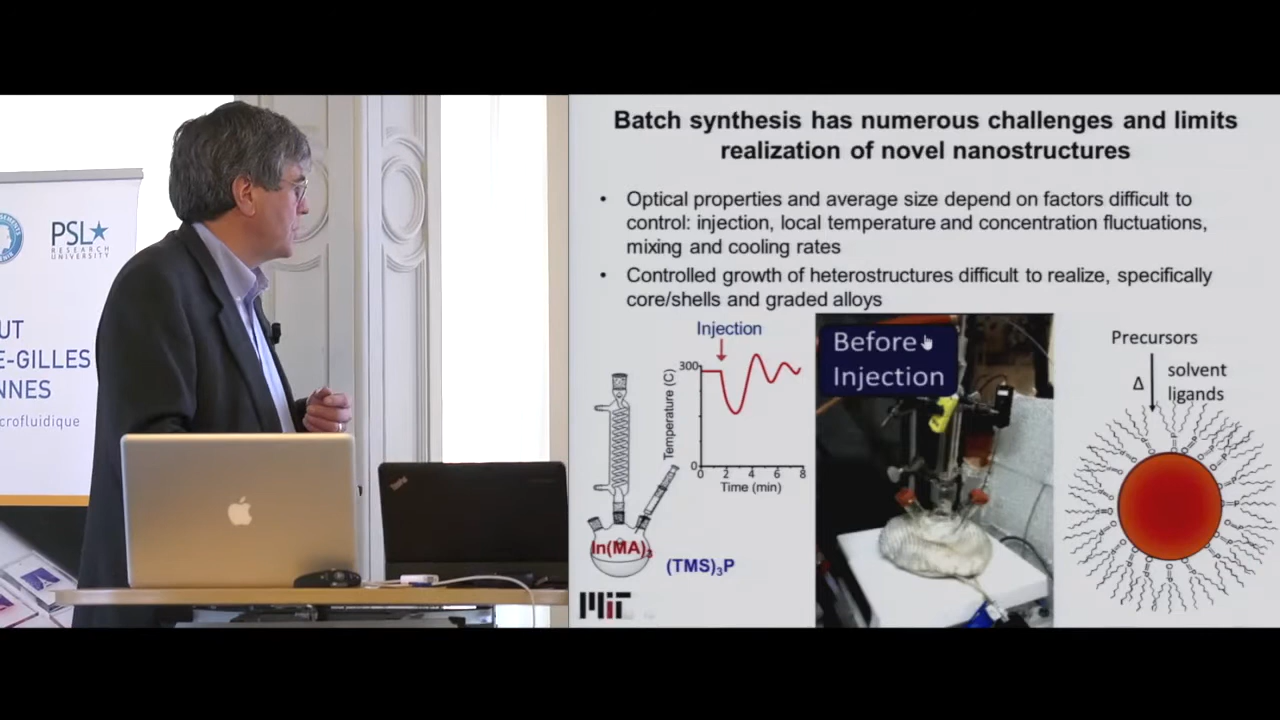 PSL
RESEARCH
UNIVERSITY
UT
E-GILLES
ENNES
crofluidique
Batch synthesis has numerous challenges and limits
realization of novel nanostructures
• Optical properties and average size depend on factors difficult to
control: injection, local temperature and concentration fluctuations,
mixing and cooling rates
• Controlled growth of heterostructures difficult to realize, specifically
core/shells and graded alloys
Injection
300
Temperature (C)
0
0 2 4 6 8
Time (min)
In(MA)₃
(TMS)₃P
Before
Injection
Precursors
Δ
solvent
ligands
MIT